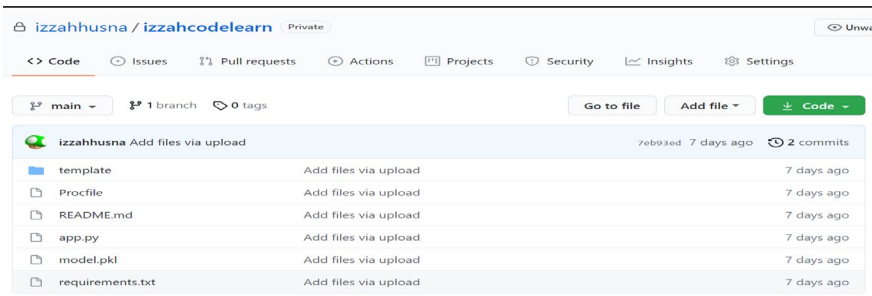 izzahhusna / izzahcodelearn Private Unwa
<> Code Issues Pull requests Actions Projects Security Insights Settings
main 1 branch 0 tags Go to file Add file Code
izzahhusna Add files via upload 7eb93ed 7 days ago 2 commits
template Add files via upload 7 days ago
Procfile Add files via upload 7 days ago
README.md Add files via upload 7 days ago
app.py Add files via upload 7 days ago
model.pkl Add files via upload 7 days ago
requirements.txt Add files via upload 7 days ago